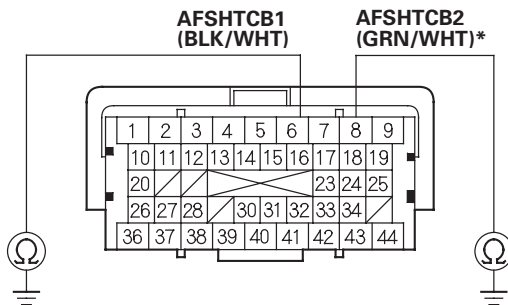 AFSHTCB1 AFSHTCB2
(BLK/WHT) (GRN/WHT)*
1 2 3 4 5 6 7 8 9
10 11 12 13 14 15 16 17 18 19
20 23 24 25
26 27 28 30 31 32 33 34
36 37 38 39 40 41 42 43 44
Ω Ω